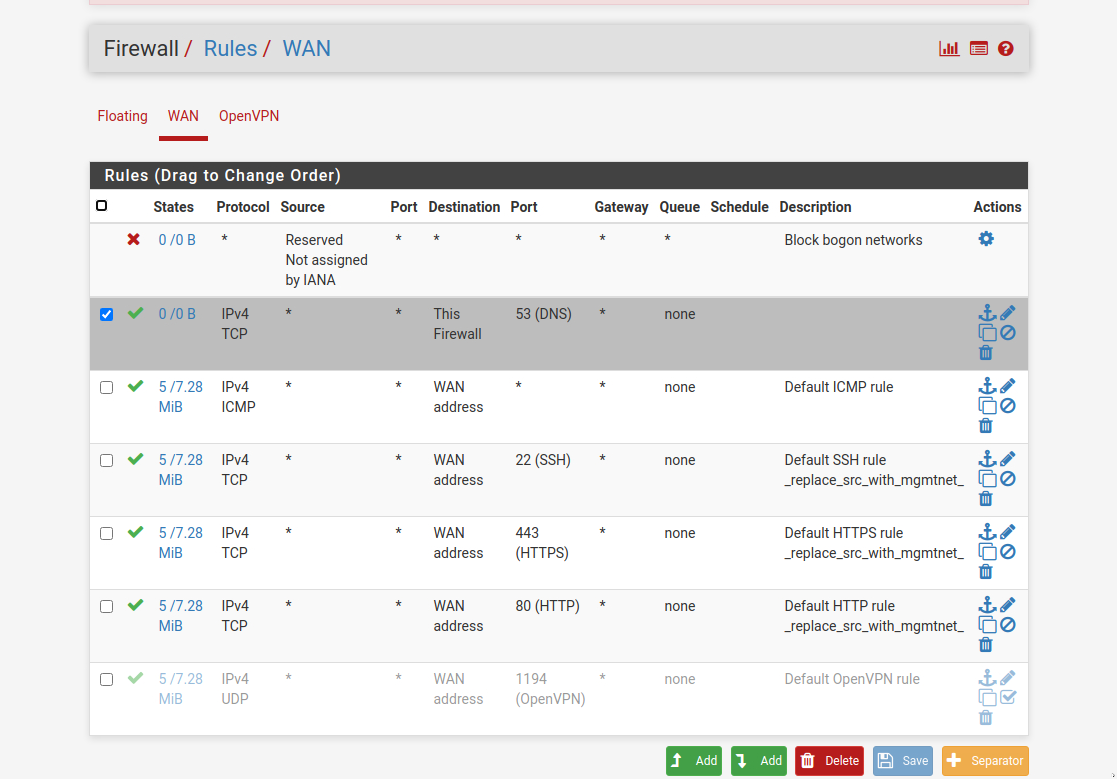 Firewall / Rules / WAN
Floating WAN OpenVPN
Rules (Drag to Change Order)
States Protocol Source Port Destination Port Gateway Queue Schedule Description Actions
0 /0 B * Reserved * * * * * Block bogon networks
Not assigned
by IANA
0 /0 B IPv4 * * This 53 (DNS) * none
TCP Firewall
5 /7.28 IPv4 * * WAN * * none Default ICMP rule
MiB ICMP address
5 /7.28 IPv4 * * WAN 22 (SSH) * none Default SSH rule
MiB TCP address _replace_src_with_mgmtnet_
5 /7.28 IPv4 * * WAN 443 * none Default HTTPS rule
MiB TCP address (HTTPS) _replace_src_with_mgmtnet_
5 /7.28 IPv4 * * WAN 80 (HTTP) * none Default HTTP rule
MiB TCP address _replace_src_with_mgmtnet_
5 /7.28 IPv4 * * WAN 1194 * none Default OpenVPN rule
MiB UDP address (OpenVPN)
Add Add Delete Save Separator